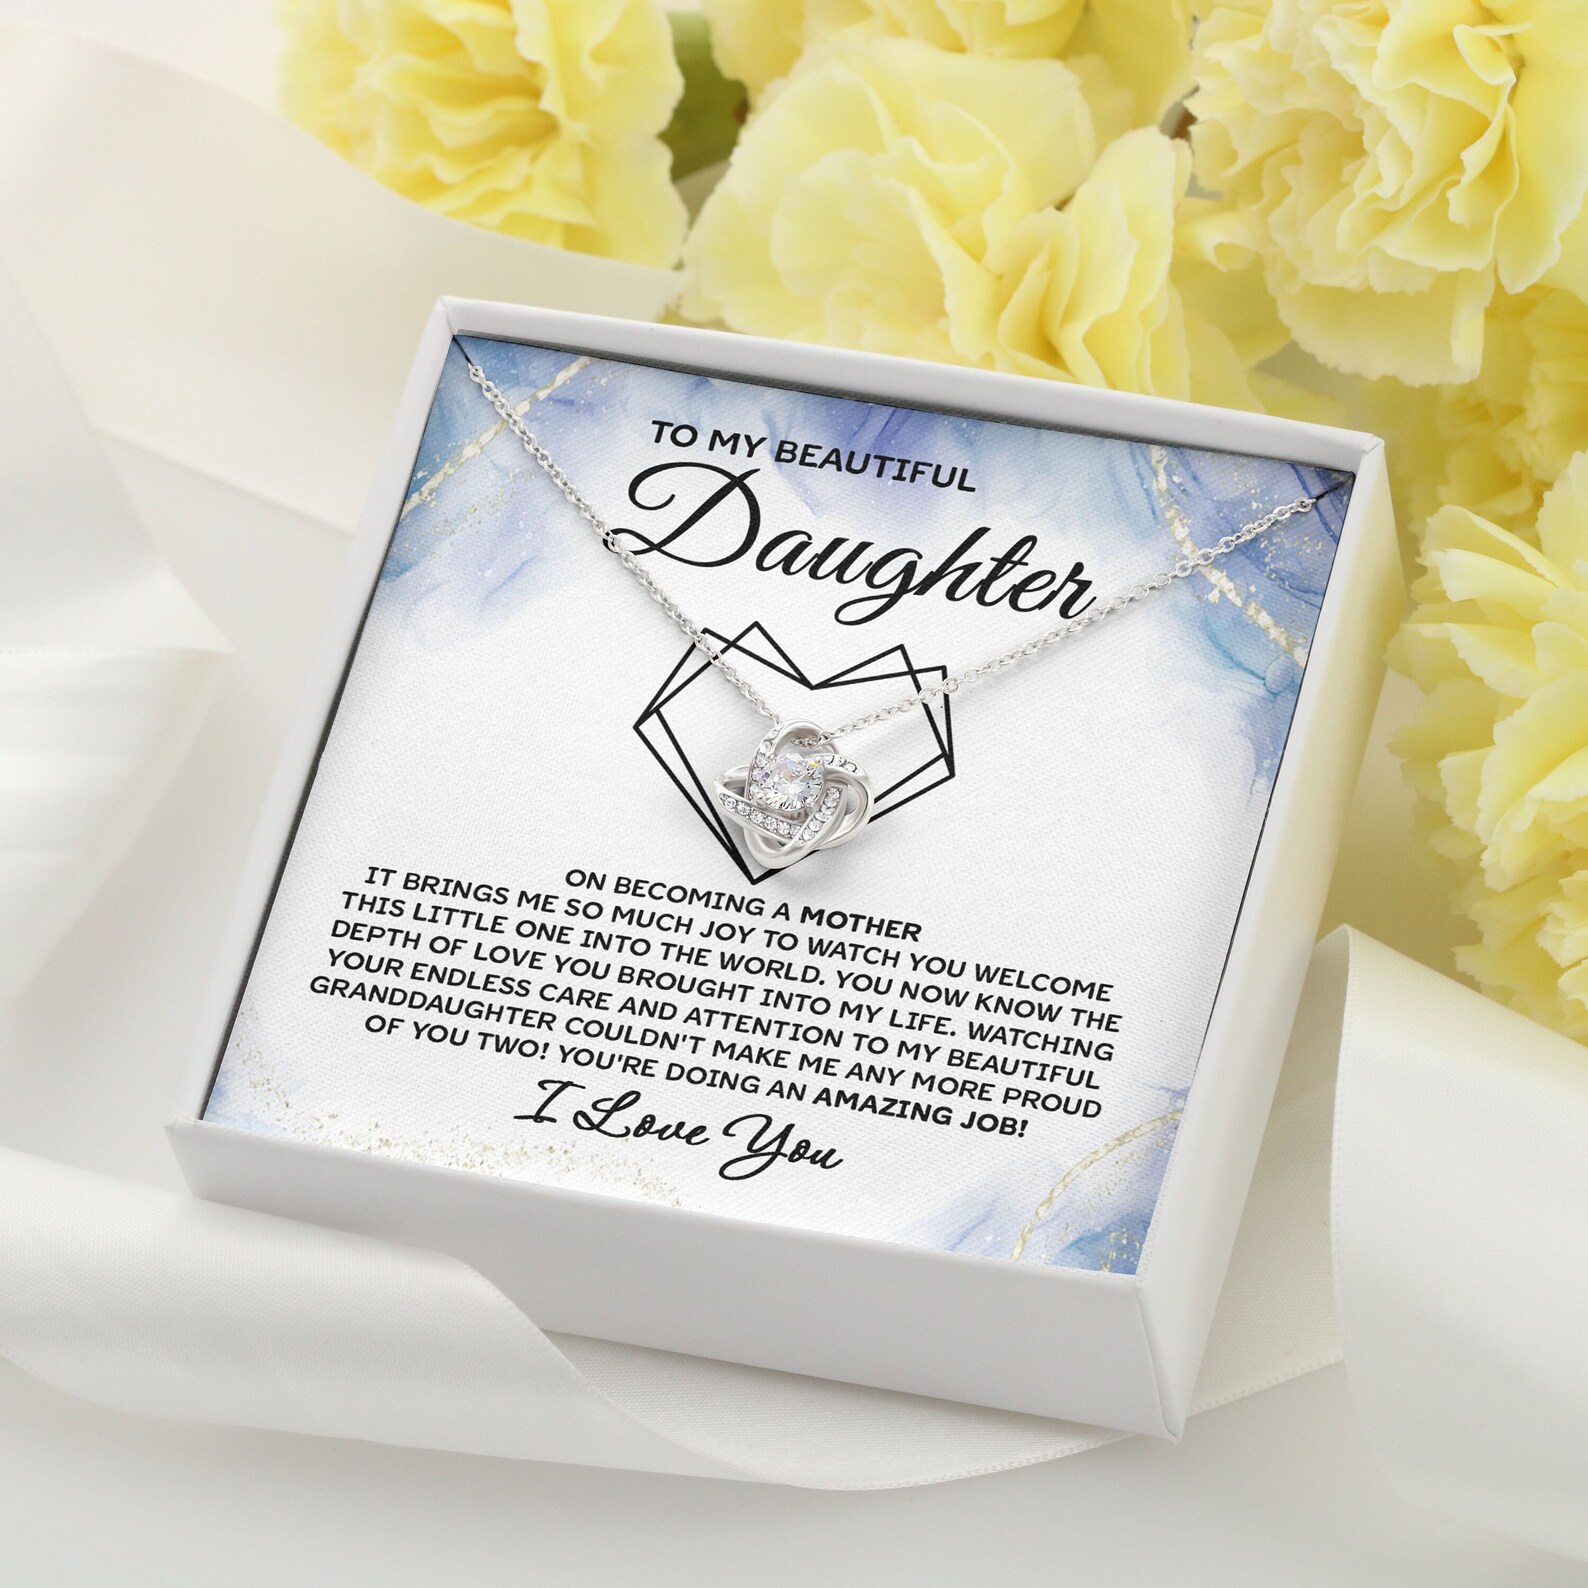 TO MY BEAUTIFUL
Daughter
ON BECOMING A MOTHER
IT BRINGS ME SO MUCH JOY TO WATCH YOU WELCOME
THIS LITTLE ONE INTO THE WORLD. YOU NOW KNOW THE
DEPTH OF LOVE YOU BROUGHT INTO MY LIFE. WATCHING
YOUR ENDLESS CARE AND ATTENTION TO MY BEAUTIFUL
GRANDDAUGHTER COULDN'T MAKE ME ANY MORE PROUD
OF YOU TWO! YOU'RE DOING AN AMAZING JOB!
I Love You